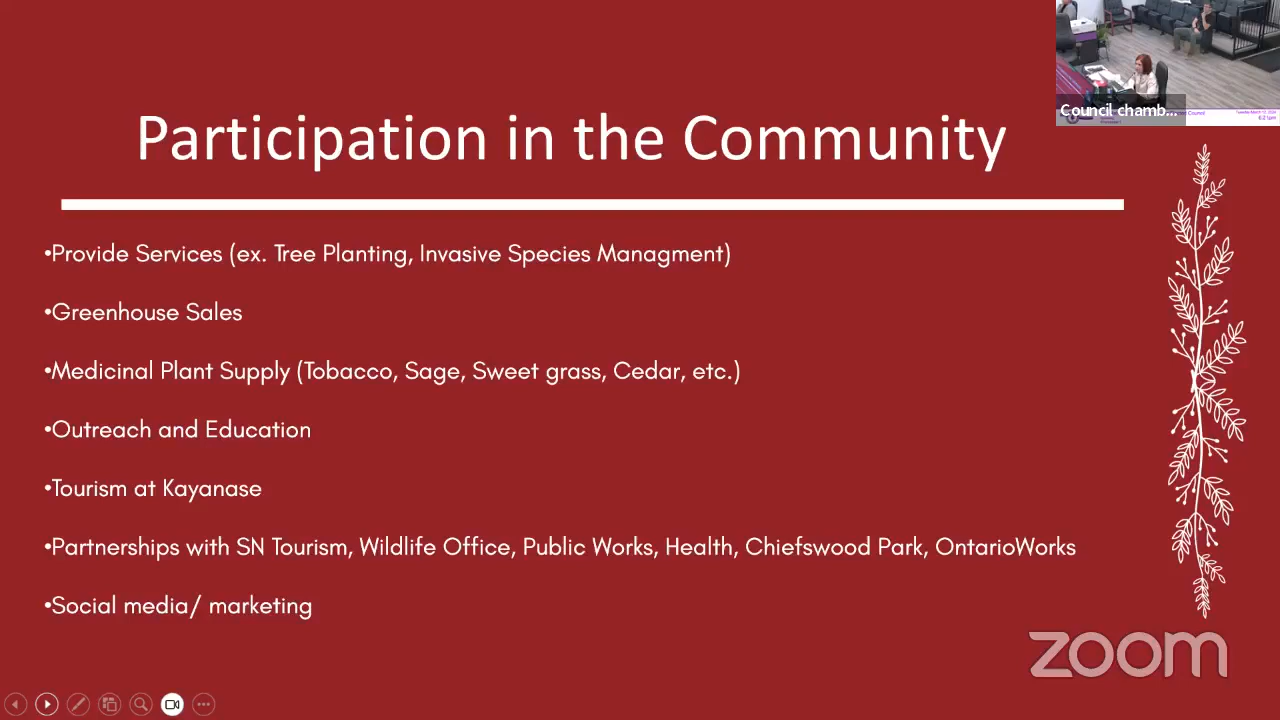 Council chamb...
Participation in the Community
•Provide Services (ex. Tree Planting, Invasive Species Managment)
•Greenhouse Sales
•Medicinal Plant Supply (Tobacco, Sage, Sweet grass, Cedar, etc.)
•Outreach and Education
•Tourism at Kayanase
•Partnerships with SN Tourism, Wildlife Office, Public Works, Health, Chiefswood Park, OntarioWorks
•Social media/ marketing
zoom